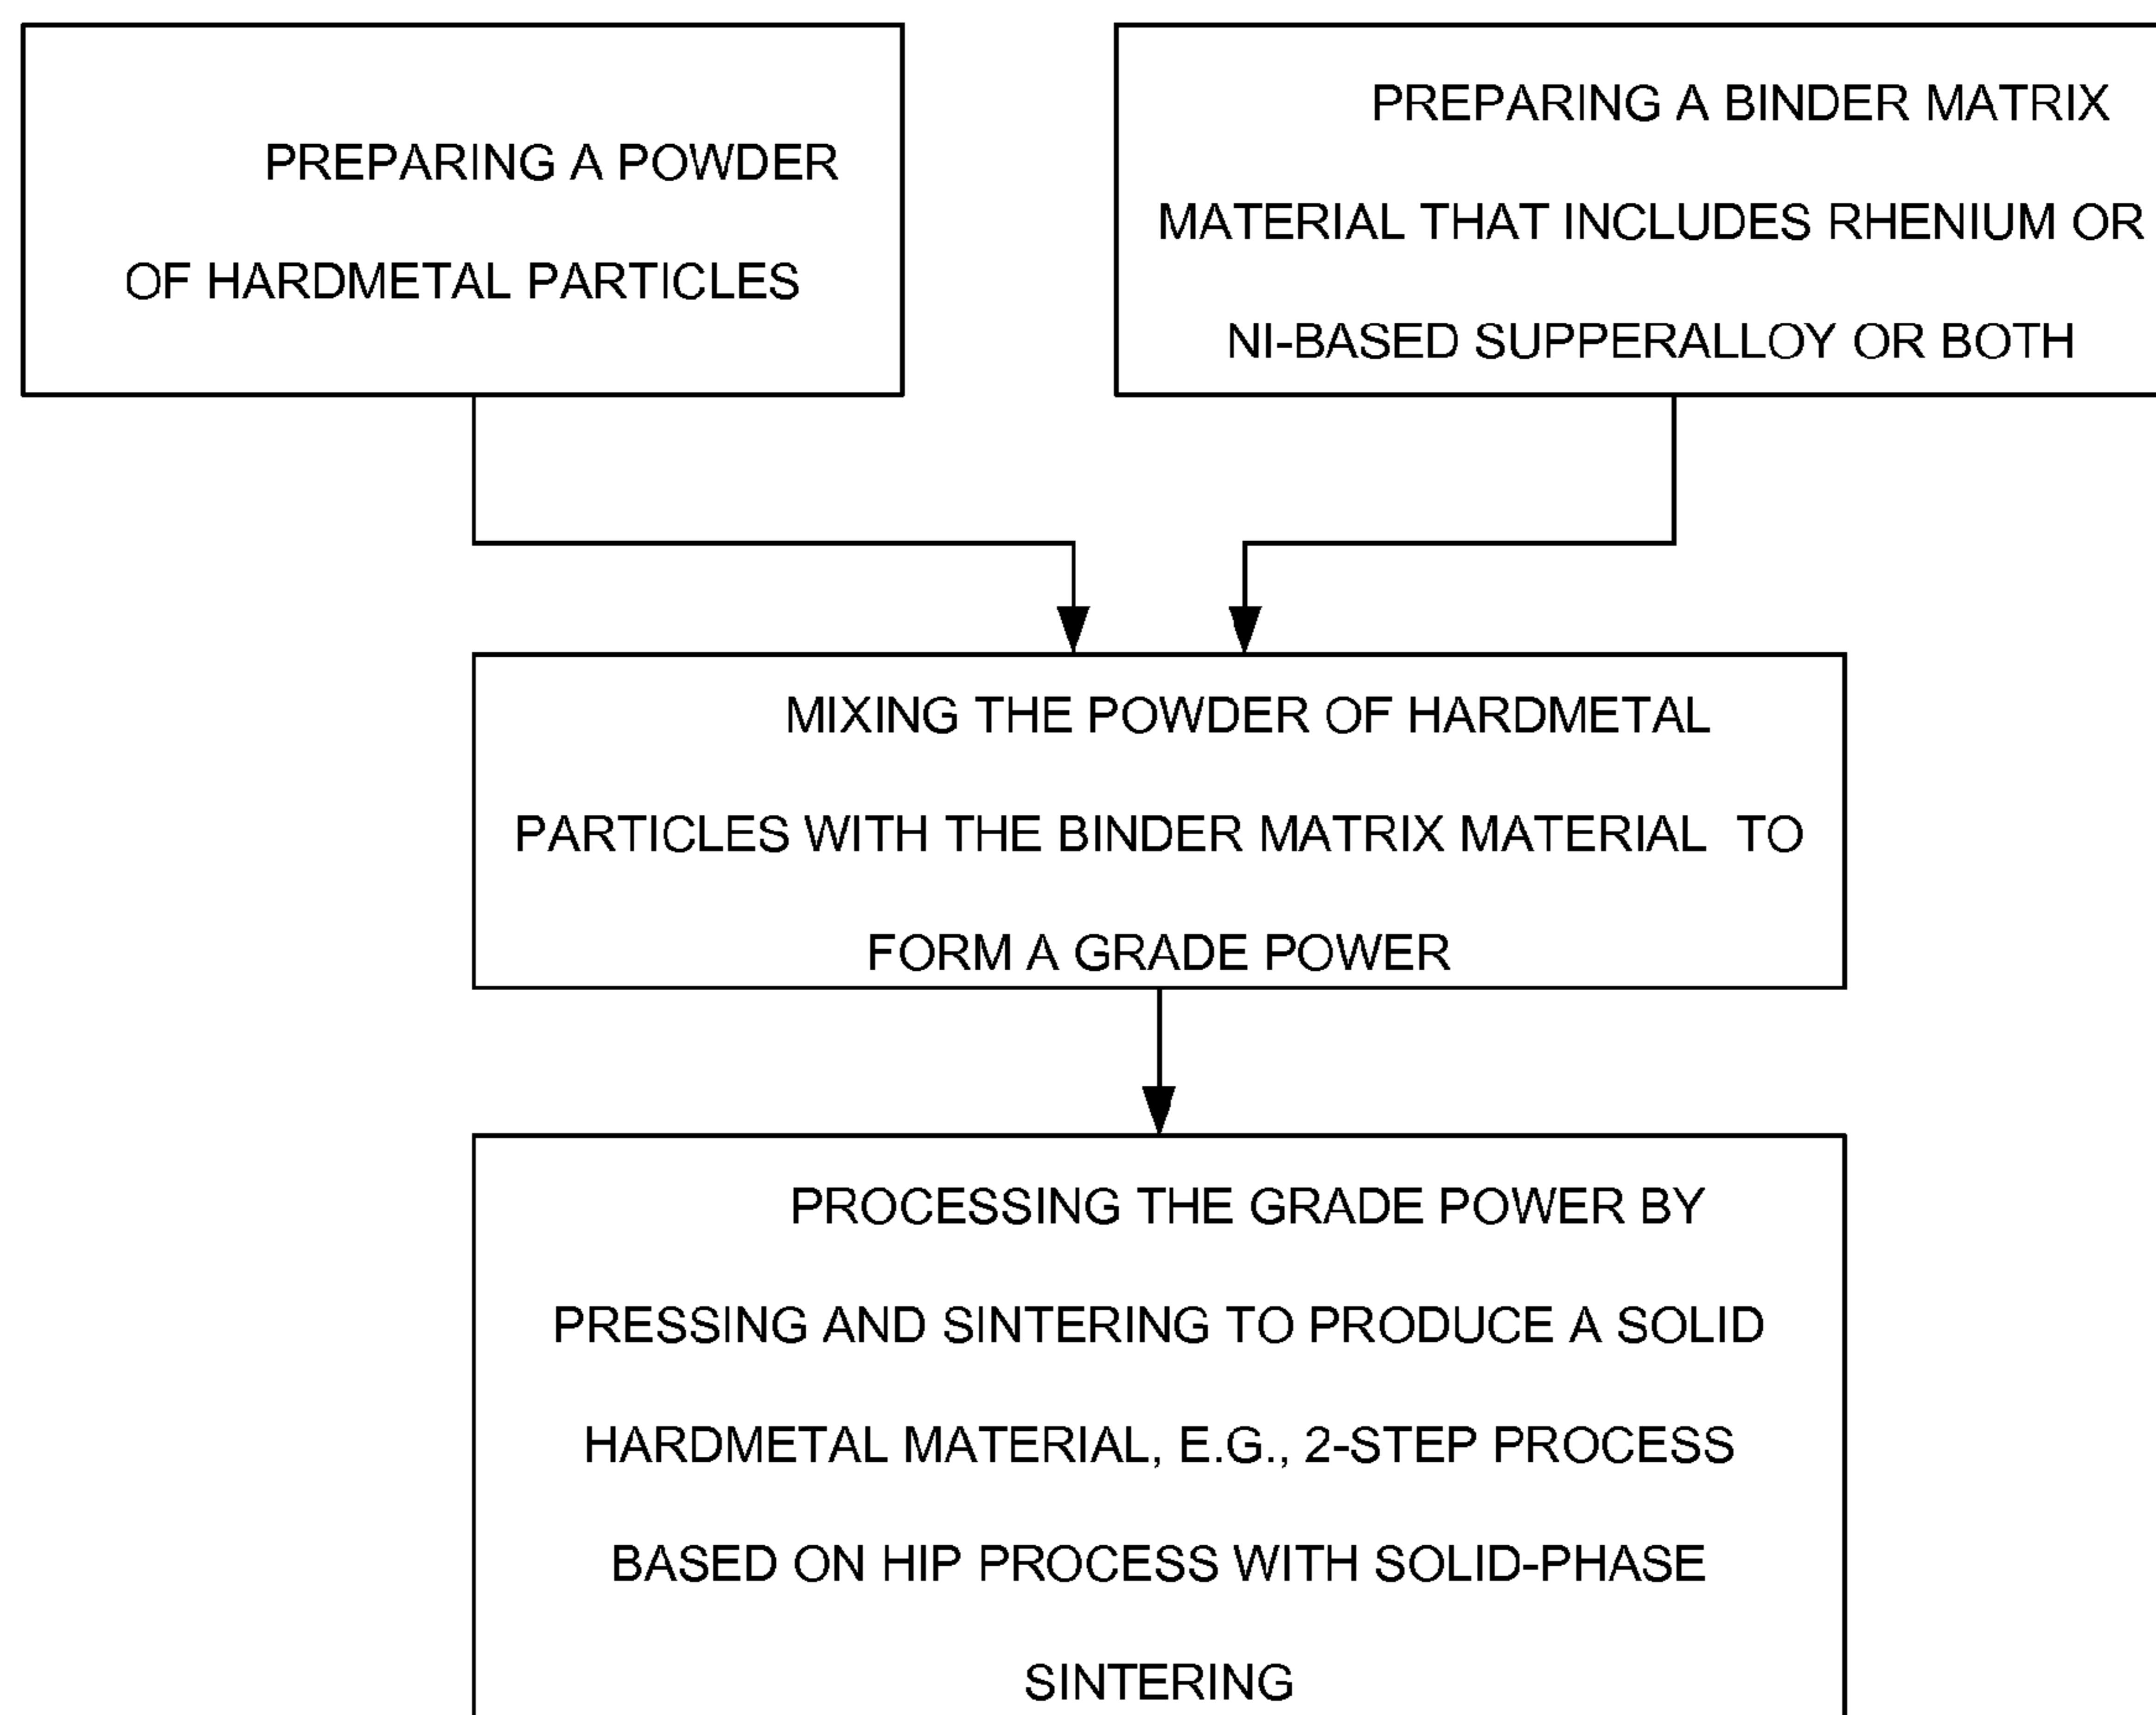 PREPARING A POWDER
OF HARDMETAL PARTICLES
PREPARING A BINDER MATRIX
MATERIAL THAT INCLUDES RHENIUM OR
NI-BASED SUPPERALLOY OR BOTH
MIXING THE POWDER OF HARDMETAL
PARTICLES WITH THE BINDER MATRIX MATERIAL TO
FORM A GRADE POWER
PROCESSING THE GRADE POWER BY
PRESSING AND SINTERING TO PRODUCE A SOLID
HARDMETAL MATERIAL, E.G., 2-STEP PROCESS
BASED ON HIP PROCESS WITH SOLID-PHASE
SINTERING